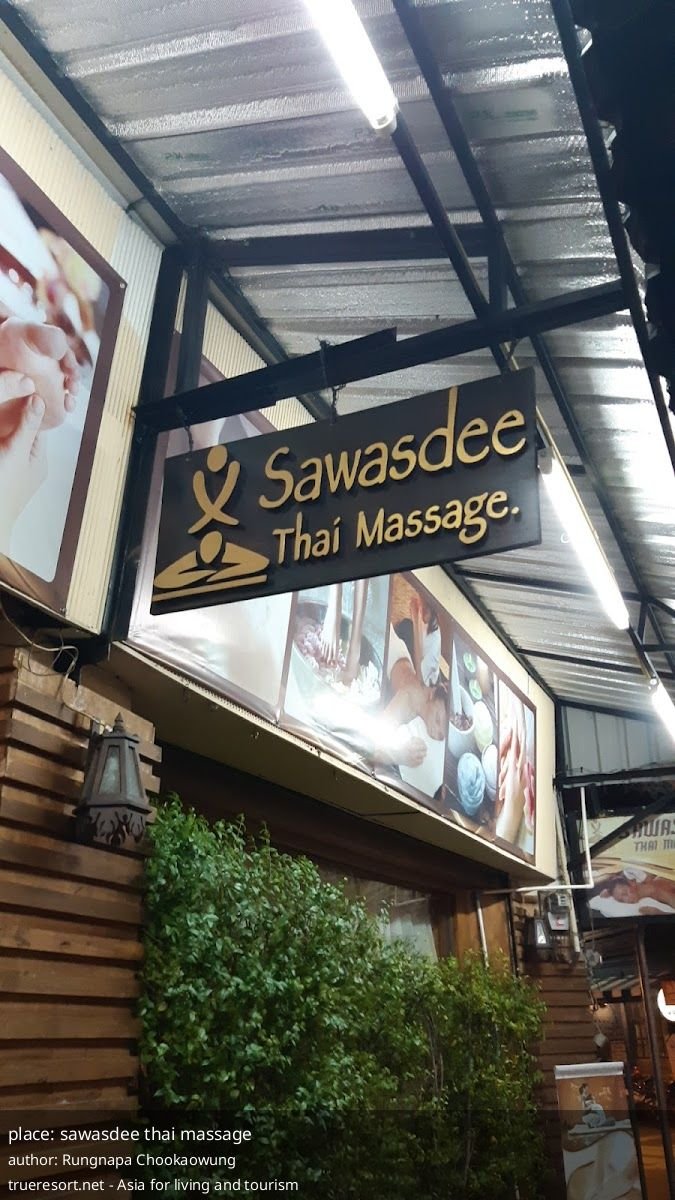 Sawasdee
Thai Massage.
place: sawasdee thai massage
author: Rungnapa Chookaowung
trueresort.net - Asia for living and tourism